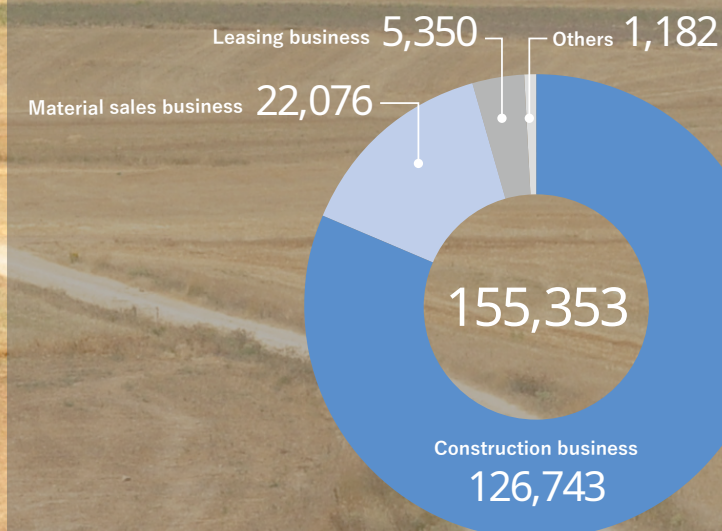 Leasing business 5,350
Others 1,182
Material sales business 22,076
155,353
Construction business
126,743